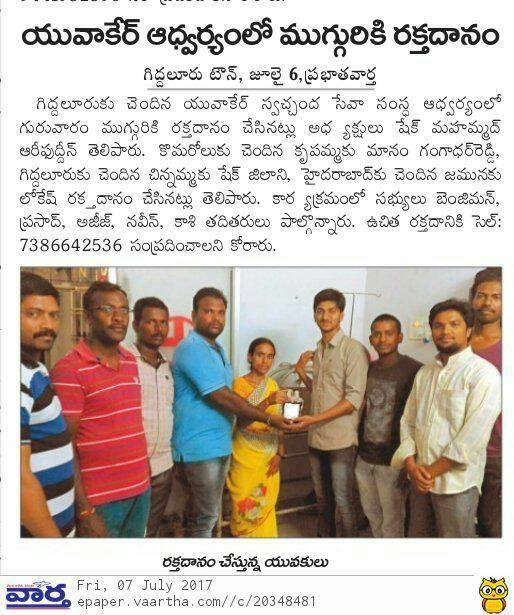 యువాకేర్ ఆధ్వర్యంలో ముగ్గురికి రక్తదానం
గిద్దలూరు టౌన్, జూలై 6,ప్రభాతవార్త
గిద్దలూరుకు చెందిన యువాకేర్ స్వచ్ఛంద సేవా సంస్థ ఆధ్వర్యంలో
గురువారం ముగ్గురికి రక్తదానం చేసినట్లు అధ్యక్షులు షేక్ మహమ్మద్
ఆరీఫుద్దీన్ తెలిపారు. కొమరోలుకు చెందిన కృపమ్మకు మానం గంగాధర్‌రెడ్డి,
గిద్దలూరుకు చెందిన చిన్నమ్మకు షేక్ జిలాని, హైదరాబాద్‌కు చెందిన జమునకు
లోకేష్ రక్తదానం చేసినట్లు తెలిపారు. కార్యక్రమంలో సభ్యులు బెంజిమన్,
ప్రసాద్, అజీజ్, నవీన్, కాశి తదితరులు పాల్గొన్నారు. ఉచిత రక్తదానికి సెల్:
7386642536 సంప్రదించాలని కోరారు.
రక్తదానం చేస్తున్న యువకులు
వార్త Fri, 07 July 2017
epaper.vaartha.com//c/20348481